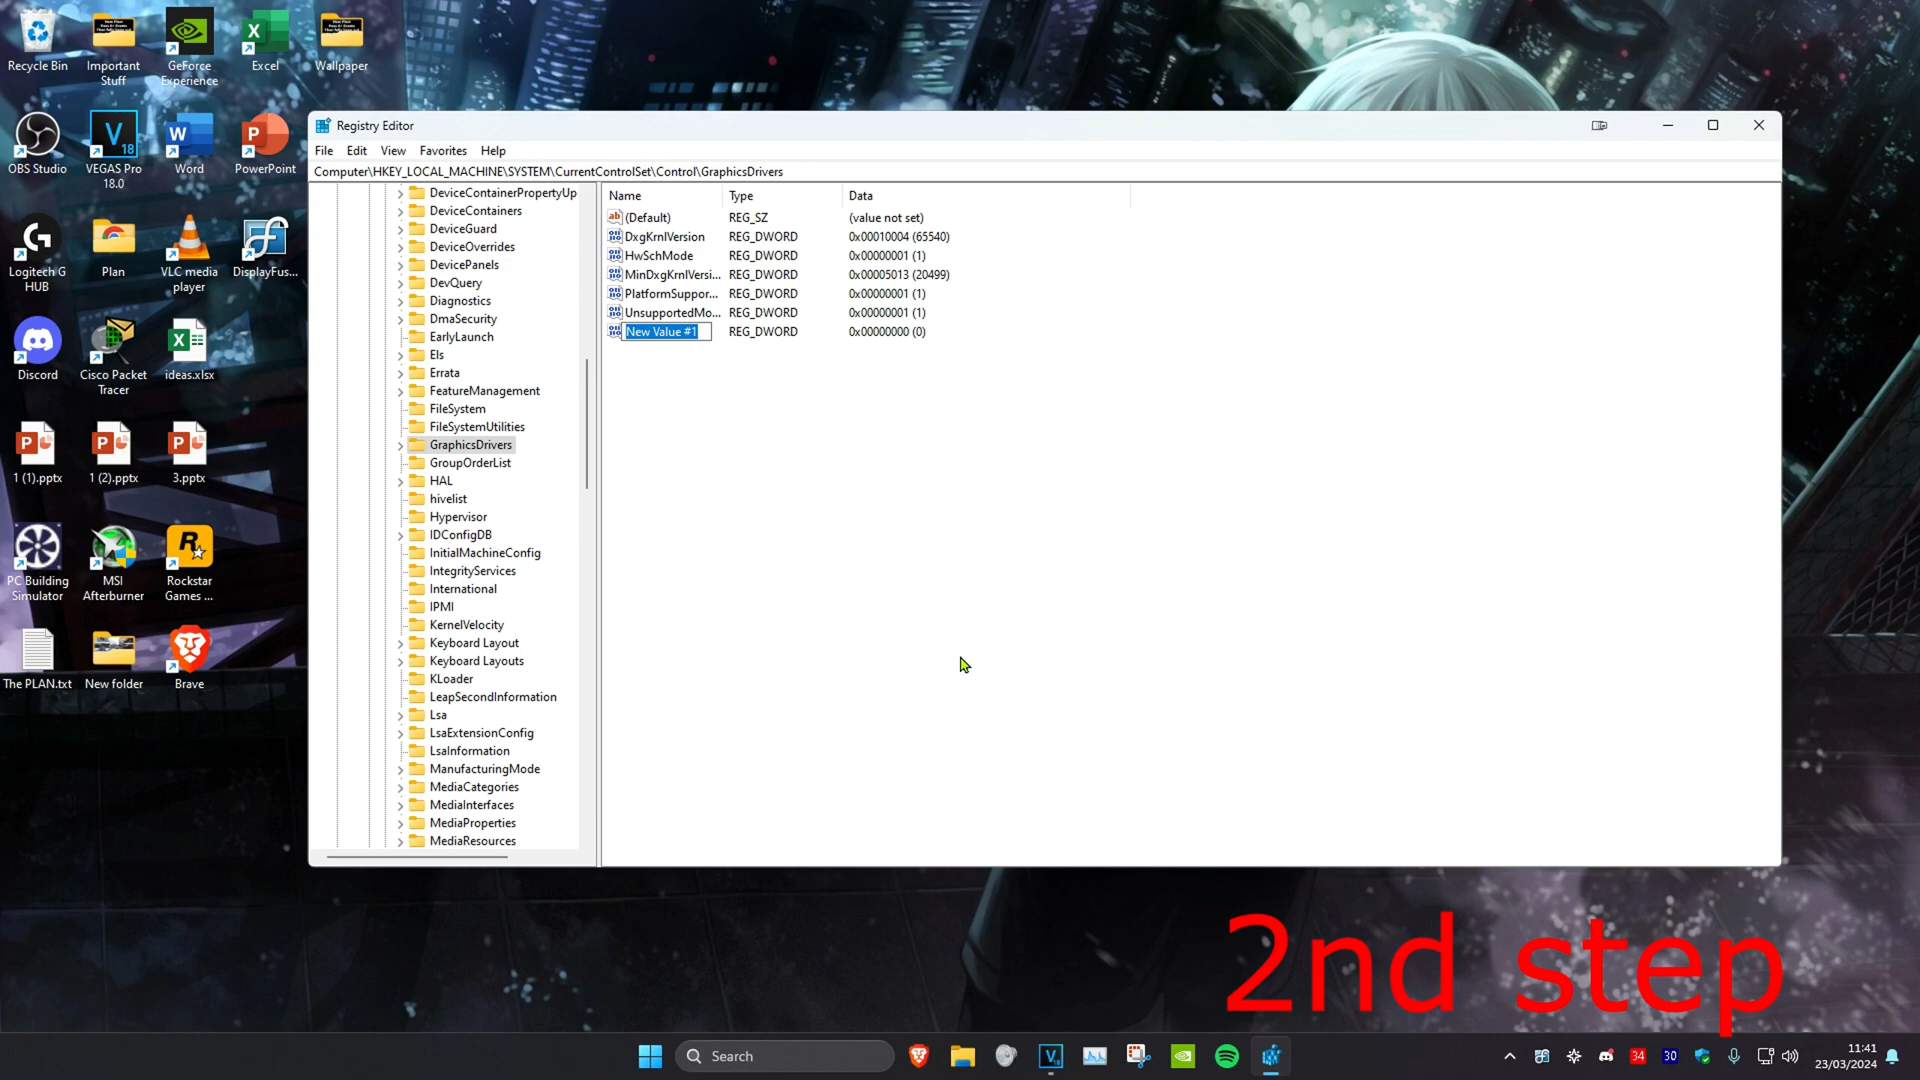 Recycle Bin
Important Stuff
GeForce Experience
Excel
Wallpaper
OBS Studio
VEGAS Pro 18.0
Word
PowerPoint
Logitech G HUB
Plan
VLC media player
DisplayFus...
Discord
Cisco Packet Tracer
ideas.xlsx
1 (1).pptx
1 (2).pptx
3.pptx
PC Building Simulator
MSI Afterburner
Rockstar Games ...
The PLAN.txt
New folder
Brave
Registry Editor
File Edit View Favorites Help
Computer\HKEY_LOCAL_MACHINE\SYSTEM\CurrentControlSet\Control\GraphicsDrivers
DeviceContainerPropertyUp
DeviceContainers
DeviceGuard
DeviceOverrides
DevicePanels
DevQuery
Diagnostics
DmaSecurity
EarlyLaunch
Els
Errata
FeatureManagement
FileSystem
FileSystemUtilities
GraphicsDrivers
GroupOrderList
HAL
hivelist
Hypervisor
IDConfigDB
InitialMachineConfig
IntegrityServices
International
IPMI
KernelVelocity
Keyboard Layout
Keyboard Layouts
KLoader
LeapSecondInformation
Lsa
LsaExtensionConfig
LsaInformation
ManufacturingMode
MediaCategories
MediaInterfaces
MediaProperties
MediaResources
Name Type Data
(Default) REG_SZ (value not set)
DxgKrnlVersion REG_DWORD 0x00010004 (65540)
HwSchMode REG_DWORD 0x00000001 (1)
MinDxgKrnlVersi... REG_DWORD 0x00005013 (20499)
PlatformSuppor... REG_DWORD 0x00000001 (1)
UnsupportedMo... REG_DWORD 0x00000001 (1)
New Value #1 REG_DWORD 0x00000000 (0)
2nd step
Search
34
30
11:41
23/03/2024